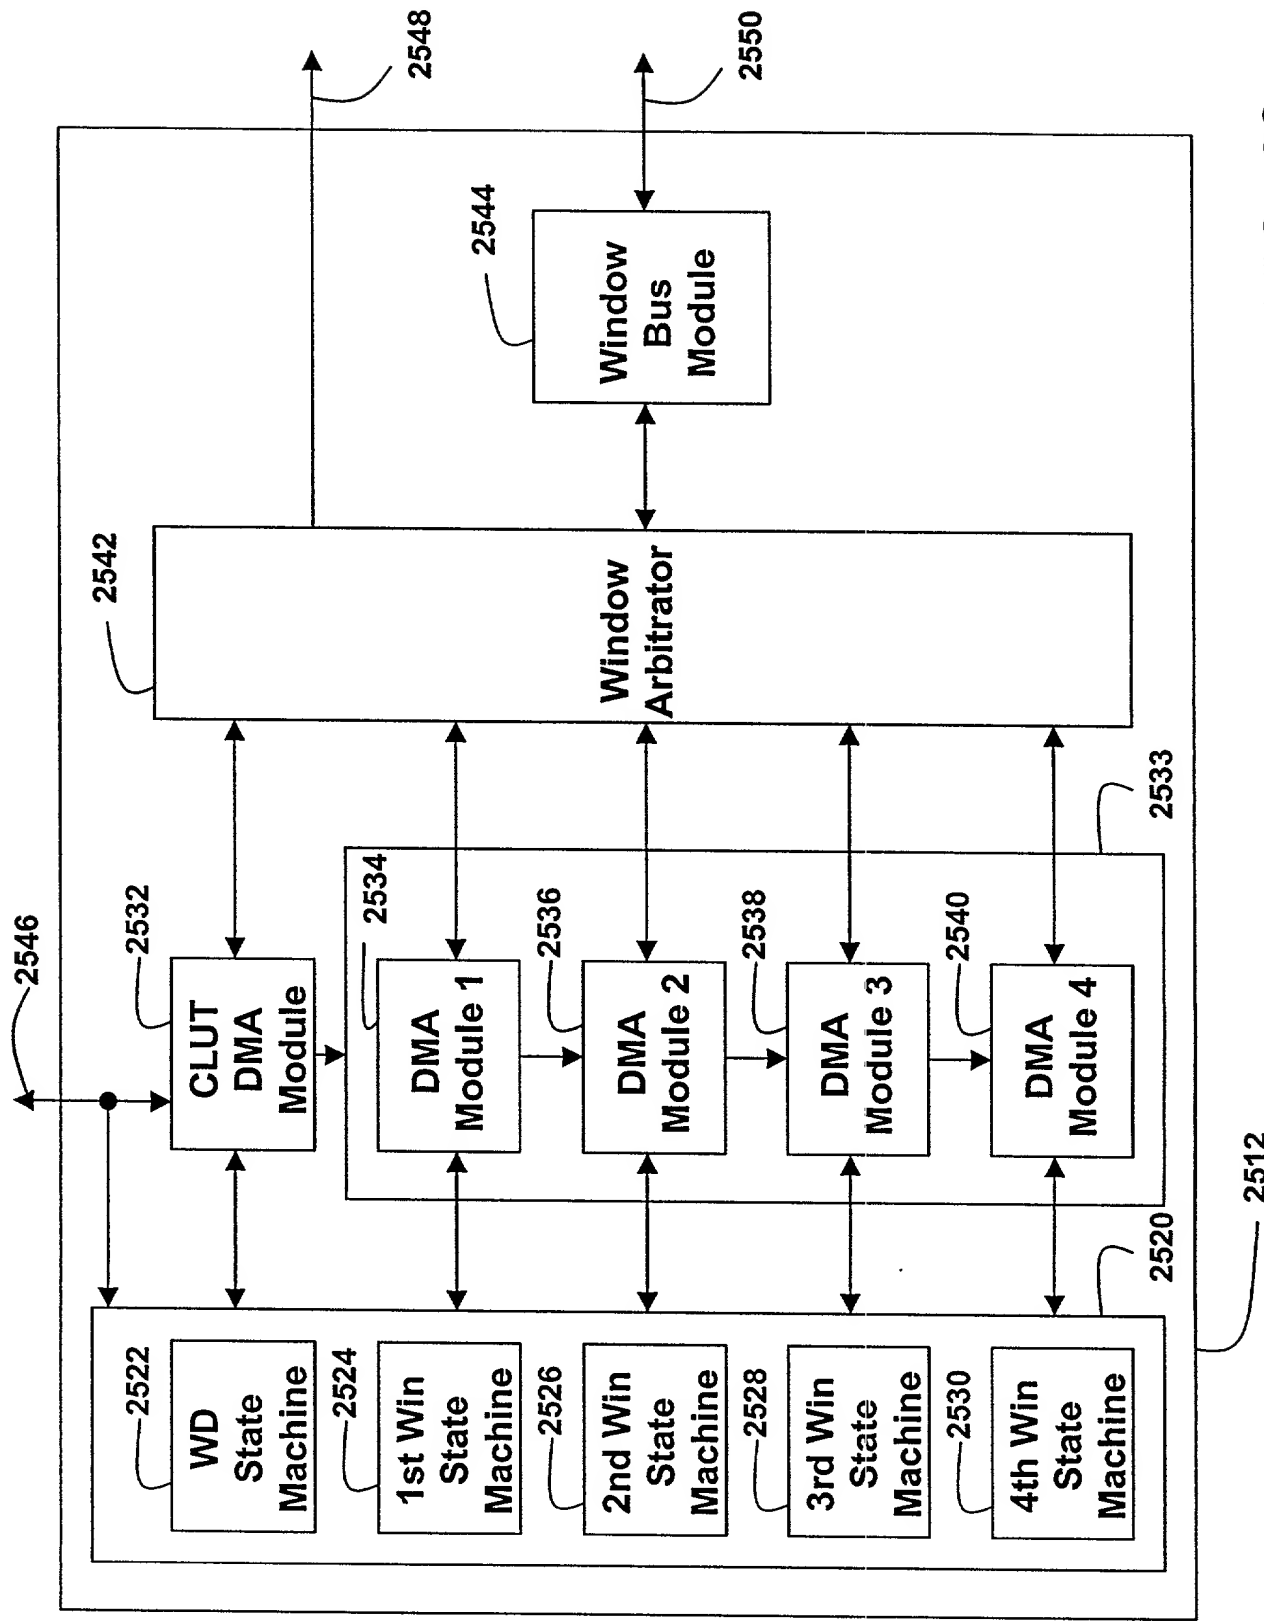 2548
2550
2544
Window
Bus
Module
2542
Window
Arbitrator
2546
2532
CLUT
DMA
Module
2533
2534
DMA
Module 1
2536
DMA
Module 2
2538
DMA
Module 3
2540
DMA
Module 4
2522
WD
State
Machine
2524
1st Win
State
Machine
2526
2nd Win
State
Machine
2528
3rd Win
State
Machine
2530
4th Win
State
Machine
2520
2512